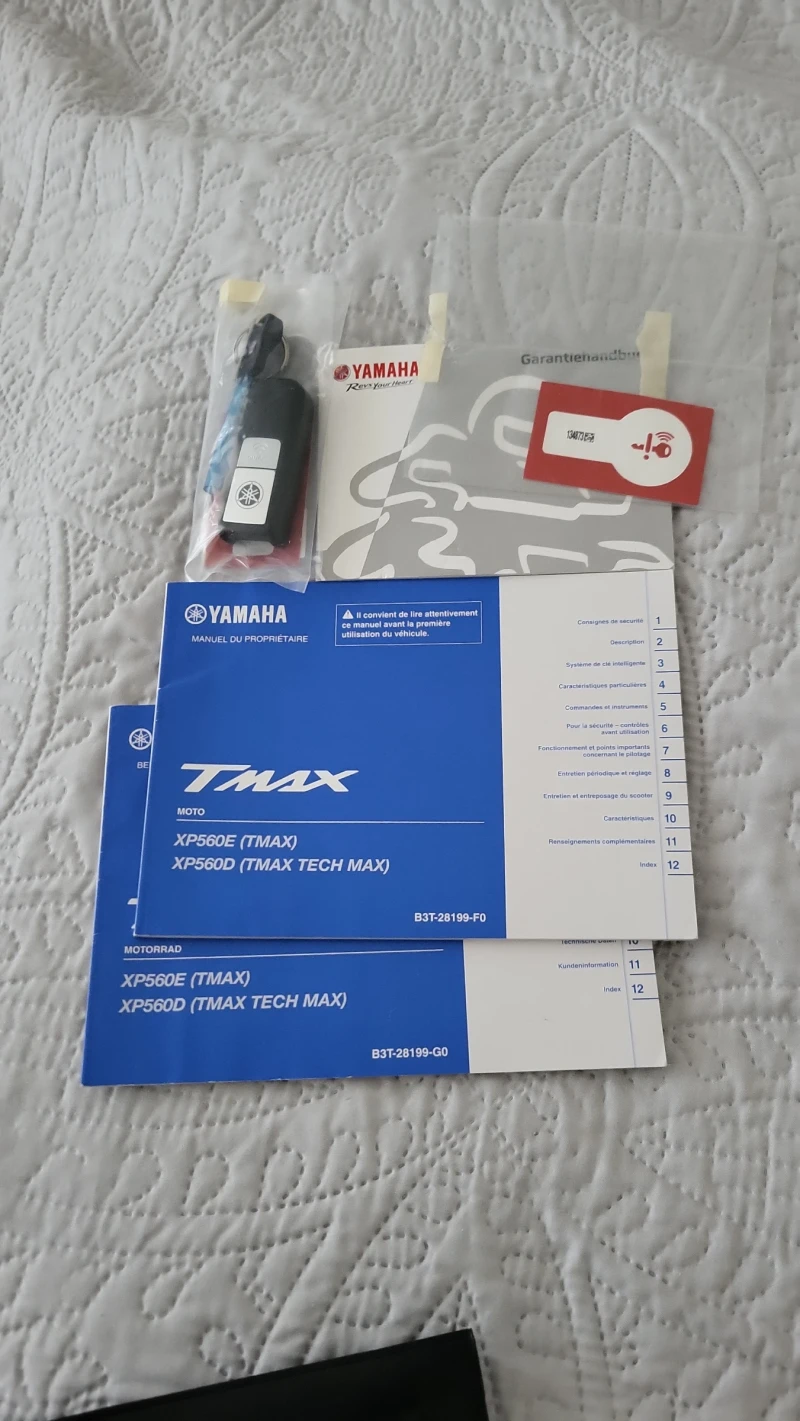 YAMAHA
Revs Your Heart
Garantiehandbu
YAMAHA
MANUEL DU PROPRIÉTAIRE
Il convient de lire attentivement
ce manuel avant la première
utilisation du véhicule.
Consignes de sécurité 1
Description 2
Système de clé intelligente 3
Caractéristiques particulières 4
Commandes et instruments 5
Pour la sécurité – contrôles
avant utilisation 6
Fonctionnement et points importants
concernant le pilotage 7
Entretien périodique et réglage 8
Entretien et entreposage du scooter 9
Caractéristiques 10
Renseignements complémentaires 11
Index 12
TMAX
MOTO
XP560E (TMAX)
XP560D (TMAX TECH MAX)
B3T-28199-F0
BE
MOTORRAD
XP560E (TMAX)
XP560D (TMAX TECH MAX)
B3T-28199-G0
Technische Daten 10
Kundeninformation 11
Index 12